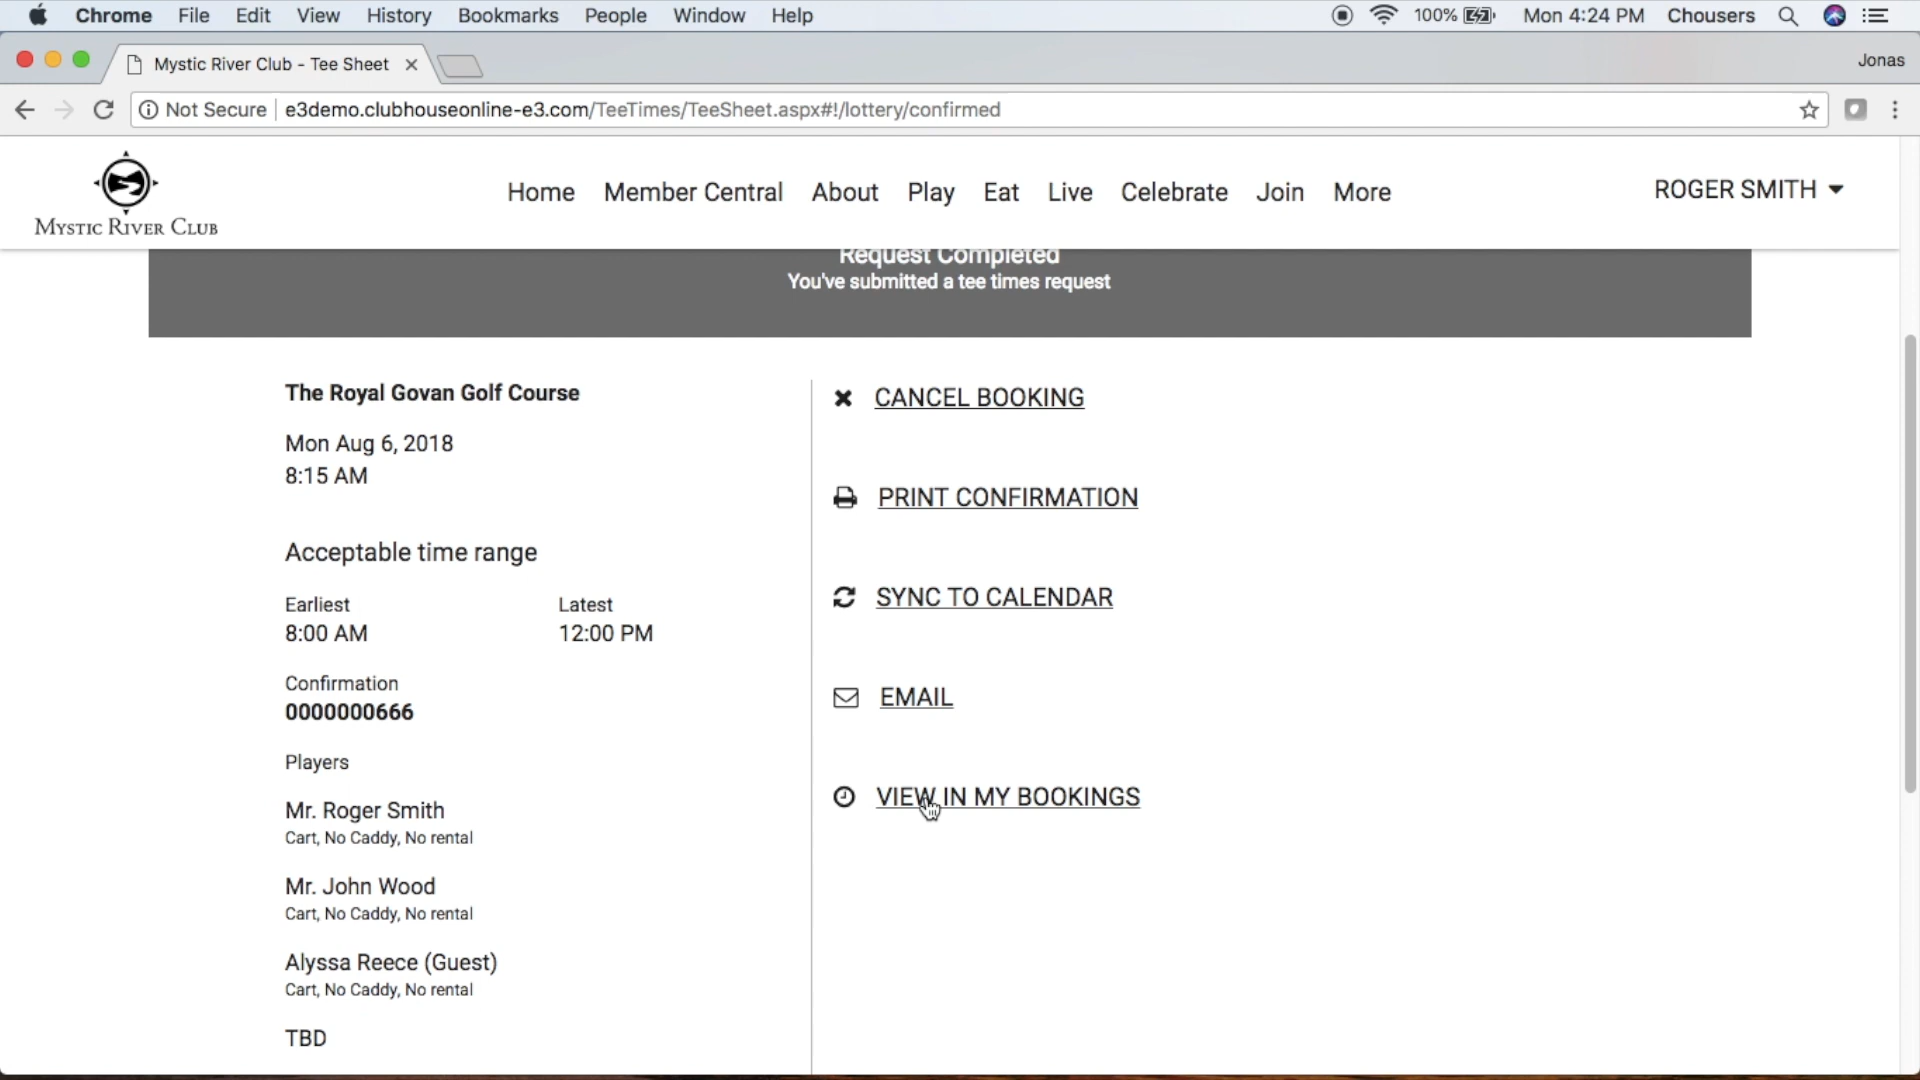 Chrome File Edit View History Bookmarks People Window Help 100% Mon 4:24 PM Chousers
Mystic River Club - Tee Sheet Jonas
Not Secure e3demo.clubhouseonline-e3.com/TeeTimes/TeeSheet.aspx#!/lottery/confirmed
MYSTIC RIVER CLUB
Home Member Central About Play Eat Live Celebrate Join More ROGER SMITH
Request Completed
You've submitted a tee times request
The Royal Govan Golf Course
Mon Aug 6, 2018
8:15 AM
Acceptable time range
Earliest Latest
8:00 AM 12:00 PM
Confirmation
0000000666
Players
Mr. Roger Smith
Cart, No Caddy, No rental
Mr. John Wood
Cart, No Caddy, No rental
Alyssa Reece (Guest)
Cart, No Caddy, No rental
TBD
CANCEL BOOKING
PRINT CONFIRMATION
SYNC TO CALENDAR
EMAIL
VIEW IN MY BOOKINGS